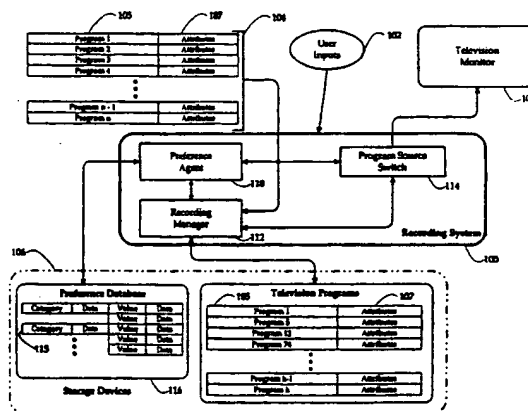 105 107 104
Program 1 Attributes
Program 2 Attributes
Program 3 Attributes
Program 4 Attributes
Program n - 1 Attributes
Program n Attributes
User Inputs
102
Television Monitor
Preference Agent
110
Program Source Switch
114
Recording Manager
112
Recording System
100
106
Preference Database
Category Data Value Data
Value Data
Category Data Value Data
Value Data
Value Data
115
Storage Devices
116
Television Programs
105 107
Program 1 Attributes
Program 5 Attributes
Program 12 Attributes
Program 76 Attributes
Program h-1 Attributes
Program h Attributes